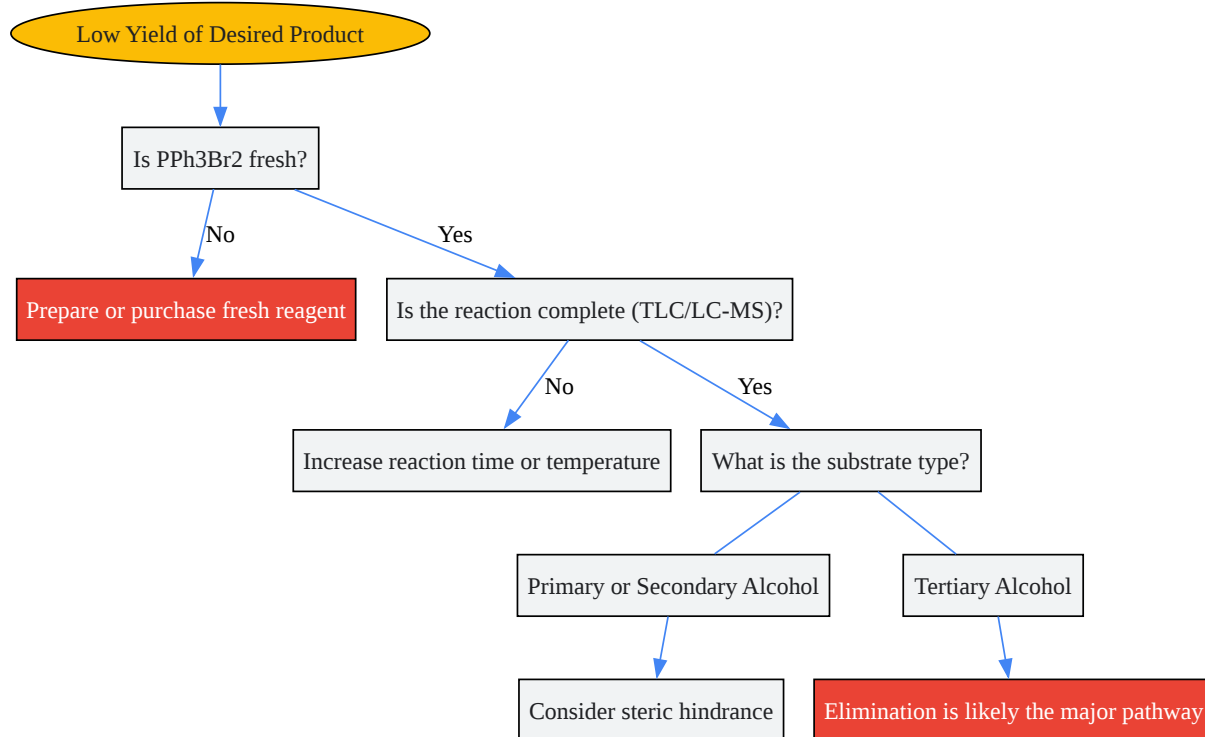 Low Yield of Desired Product
Is PPh3Br2 fresh?
No
Yes
Prepare or purchase fresh reagent
Is the reaction complete (TLC/LC-MS)?
No
Yes
Increase reaction time or temperature
What is the substrate type?
Primary or Secondary Alcohol
Tertiary Alcohol
Consider steric hindrance
Elimination is likely the major pathway